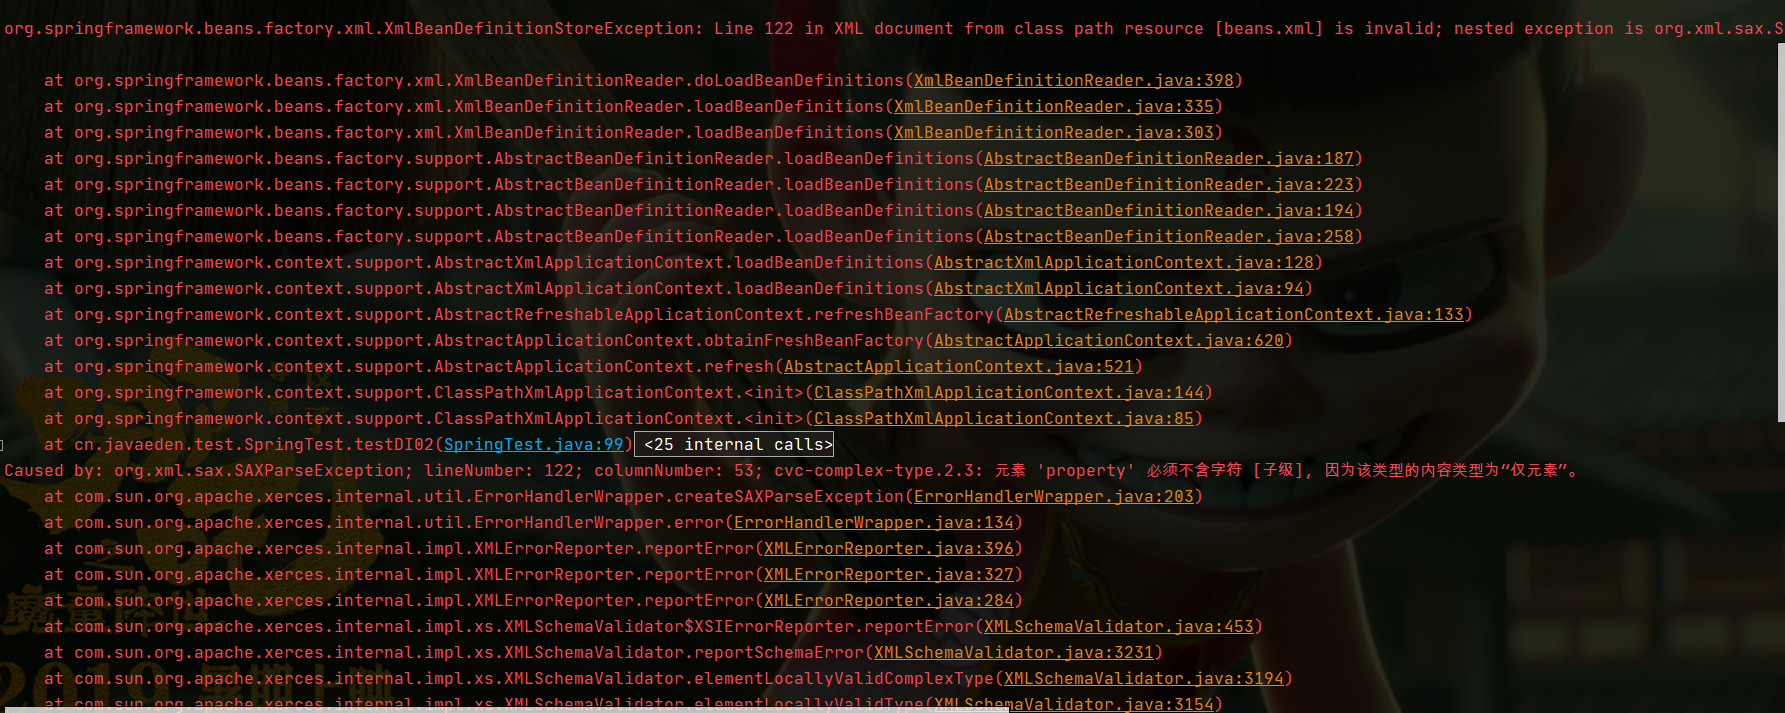 org.springframework.beans.factory.xml.XmlBeanDefinitionStoreException: Line 122 in XML document from class path resource [beans.xml] is invalid; nested exception is org.xml.sax.S
at org.springframework.beans.factory.xml.XmlBeanDefinitionReader.doLoadBeanDefinitions(XmlBeanDefinitionReader.java:398)
at org.springframework.beans.factory.xml.XmlBeanDefinitionReader.loadBeanDefinitions(XmlBeanDefinitionReader.java:335)
at org.springframework.beans.factory.xml.XmlBeanDefinitionReader.loadBeanDefinitions(XmlBeanDefinitionReader.java:303)
at org.springframework.beans.factory.support.AbstractBeanDefinitionReader.loadBeanDefinitions(AbstractBeanDefinitionReader.java:187)
at org.springframework.beans.factory.support.AbstractBeanDefinitionReader.loadBeanDefinitions(AbstractBeanDefinitionReader.java:223)
at org.springframework.beans.factory.support.AbstractBeanDefinitionReader.loadBeanDefinitions(AbstractBeanDefinitionReader.java:194)
at org.springframework.beans.factory.support.AbstractBeanDefinitionReader.loadBeanDefinitions(AbstractBeanDefinitionReader.java:258)
at org.springframework.context.support.AbstractXmlApplicationContext.loadBeanDefinitions(AbstractXmlApplicationContext.java:128)
at org.springframework.context.support.AbstractXmlApplicationContext.loadBeanDefinitions(AbstractXmlApplicationContext.java:94)
at org.springframework.context.support.AbstractRefreshableApplicationContext.refreshBeanFactory(AbstractRefreshableApplicationContext.java:133)
at org.springframework.context.support.AbstractApplicationContext.obtainFreshBeanFactory(AbstractApplicationContext.java:620)
at org.springframework.context.support.AbstractApplicationContext.refresh(AbstractApplicationContext.java:521)
at org.springframework.context.support.ClassPathXmlApplicationContext.<init>(ClassPathXmlApplicationContext.java:144)
at org.springframework.context.support.ClassPathXmlApplicationContext.<init>(ClassPathXmlApplicationContext.java:85)
at cn.javaeden.test.SpringTest.testDI02(SpringTest.java:99) <25 internal calls>
Caused by: org.xml.sax.SAXParseException; lineNumber: 122; columnNumber: 53; cvc-complex-type.2.3: 元素 'property' 必须不含字符 [子级], 因为该类型的内容类型为“仅元素”。
at com.sun.org.apache.xerces.internal.util.ErrorHandlerWrapper.createSAXParseException(ErrorHandlerWrapper.java:203)
at com.sun.org.apache.xerces.internal.util.ErrorHandlerWrapper.error(ErrorHandlerWrapper.java:134)
at com.sun.org.apache.xerces.internal.impl.XMLErrorReporter.reportError(XMLErrorReporter.java:396)
at com.sun.org.apache.xerces.internal.impl.XMLErrorReporter.reportError(XMLErrorReporter.java:327)
at com.sun.org.apache.xerces.internal.impl.XMLErrorReporter.reportError(XMLErrorReporter.java:284)
at com.sun.org.apache.xerces.internal.impl.xs.XMLSchemaValidator$XSIErrorReporter.reportError(XMLSchemaValidator.java:453)
at com.sun.org.apache.xerces.internal.impl.xs.XMLSchemaValidator.reportSchemaError(XMLSchemaValidator.java:3231)
at com.sun.org.apache.xerces.internal.impl.xs.XMLSchemaValidator.elementLocallyValidComplexType(XMLSchemaValidator.java:3194)
at com.sun.org.apache.xerces.internal.impl.xs.XMLSchemaValidator.elementLocallyValidType(XMLSchemaValidator.java:3154)
2019